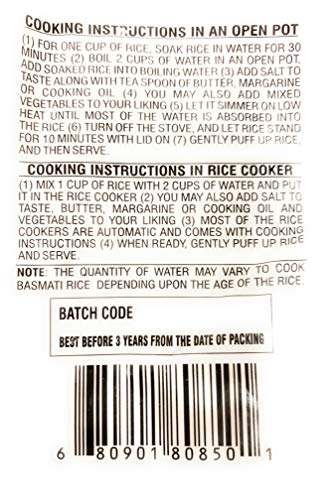 COOKING INSTRUCTIONS IN AN OPEN POT
(1) FOR ONE CUP OF RICE, SOAK RICE IN WATER FOR 30
MINUTES (2) BOIL 2 CUPS OF WATER IN AN OPEN POT,
ADD SOAKED RICE INTO BOILING WATER (3) ADD SALT TO
TASTE ALONG WITH TEA SPOON OF BUTTER, MARGARINE
OR COOKING OIL (4) YOU MAY ALSO ADD MIXED
VEGETABLES TO YOUR LIKING (5) LET IT SIMMER ON LOW
HEAT UNTIL MOST OF THE WATER IS ABSORBED INTO
THE RICE (6) TURN OFF THE STOVE, AND LET RICE STAND
FOR 10 MINUTES WITH LID ON (7) GENTLY PUFF UP RICE,
AND THEN SERVE.
COOKING INSTRUCTIONS IN RICE COOKER
(1) MIX 1 CUP OF RICE WITH 2 CUPS OF WATER AND PUT
IT IN THE RICE COOKER (2) YOU MAY ALSO ADD SALT TO
TASTE, BUTTER, MARGARINE OR COOKING OIL AND
VEGETABLES TO YOUR LIKING (3) MOST OF THE RICE
COOKERS ARE AUTOMATIC AND COMES WITH COOKING
INSTRUCTIONS (4) WHEN READY, GENTLY PUFF UP RICE
AND SERVE.
NOTE: THE QUANTITY OF WATER MAY VARY TO COOK
BASMATI RICE DEPENDING UPON THE AGE OF THE RICE.
BATCH CODE
BEST BEFORE 3 YEARS FROM THE DATE OF PACKING
6 80901 80850 1